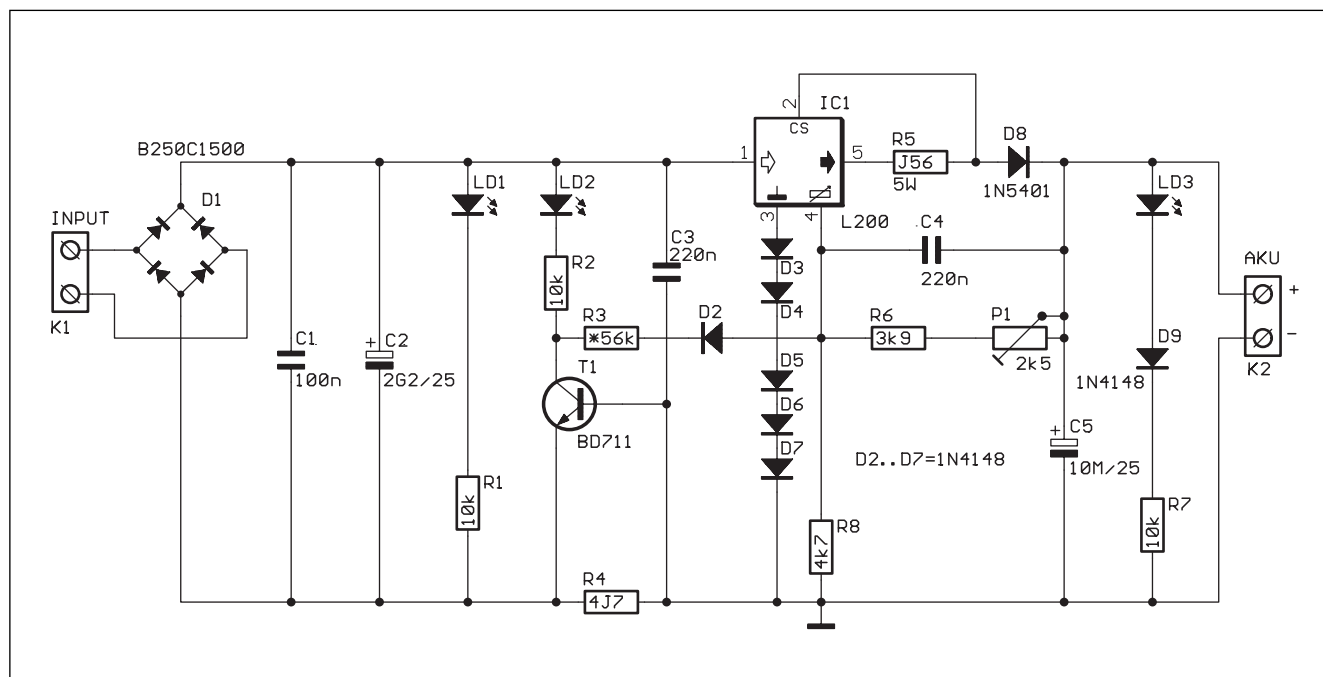 2
IC1
CS
B250C1500
1
5
R5
J56
5W
D8
1N5401
D1
LD1
LD2
LD3
INPUT
3
4
L200
C4
220n
C3
220n
R2
10k
D3
D4
AKU
+
-
K1
K2
R3
*56k
D2
R6
3k9
P1
2k5
D9
1N4148
C1
100n
+
C2
2G2/25
T1
BD711
D5
D6
D7
D2..D7=1N4148
+
C5
10M/25
R1
10k
R8
4k7
R7
10k
R4
4J7